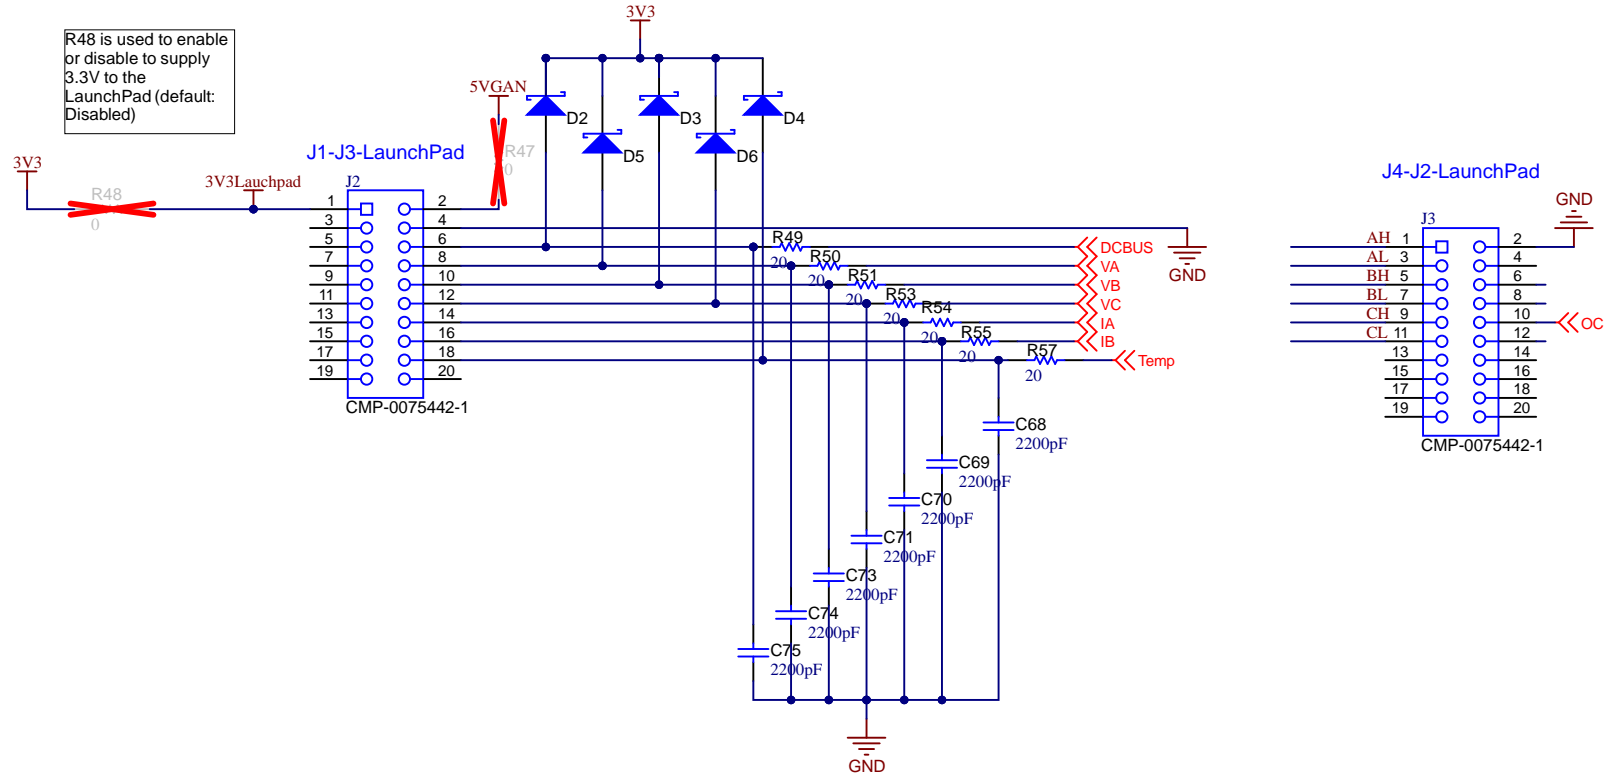 3V3
R48 is used to enable
or disable to supply
3.3V to the
LaunchPad (default:
Disabled)
5VGAN
D2
D3
D4
D5
D6
R47
0
J1-J3-LaunchPad
3V3
R48
0
3V3Lauchpad
J2
1 2
3 4
5 6
7 8
9 10
11 12
13 14
15 16
17 18
19 20
CMP-0075442-1
R49
20
R50
20
R51
20
R53
20
R54
20
R55
20
R57
20
DCBUS
VA
VB
VC
IA
IB
Temp
GND
C68
2200pF
C69
2200pF
C70
2200pF
C71
2200pF
C73
2200pF
C74
2200pF
C75
2200pF
GND
J4-J2-LaunchPad
GND
J3
AH 1 2
AL 3 4
BH 5 6
BL 7 8
CH 9 10
OC
CL 11 12
13 14
15 16
17 18
19 20
CMP-0075442-1